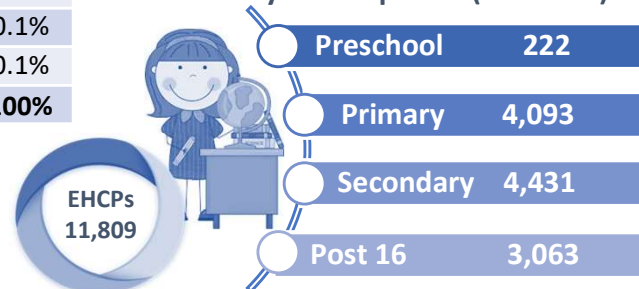 0.1%
0.1%
Preschool 222
Primary 4,093
Secondary 4,431
Post 16 3,063
EHCPs
11,809